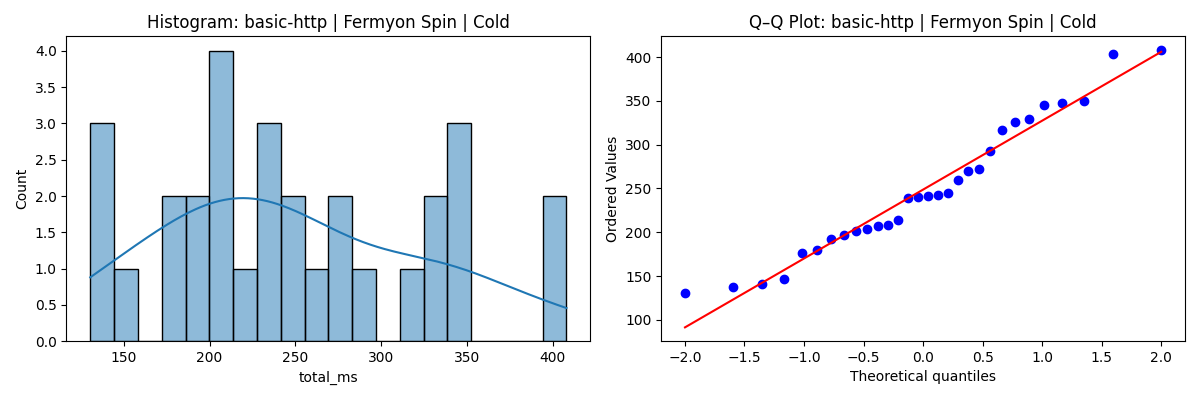 Histogram: basic-http | Fermyon Spin | Cold
4.0
3.5
3.0
2.5
2.0
1.5
1.0
0.5
0.0
Count
150 200 250 300 350 400
total_ms
Q–Q Plot: basic-http | Fermyon Spin | Cold
400
350
300
250
200
150
100
Ordered Values
−2.0 −1.5 −1.0 −0.5 0.0 0.5 1.0 1.5 2.0
Theoretical quantiles